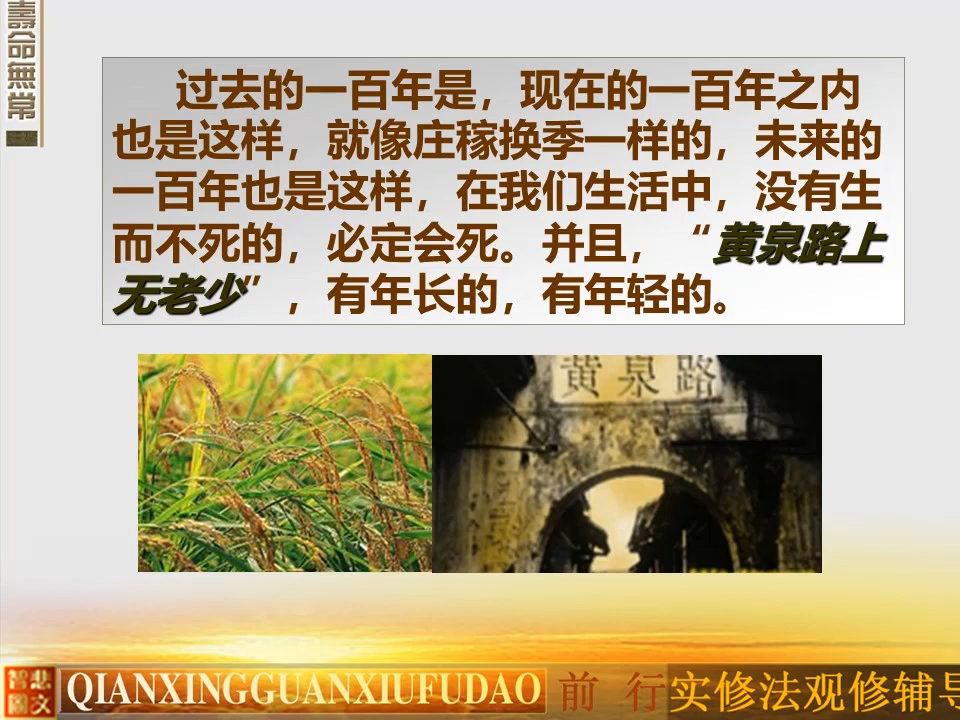 壽命無常
过去的一百年是，现在的一百年之内
也是这样，就像庄稼换季一样的，未来的
一百年也是这样，在我们生活中，没有生
而不死的，必定会死。并且，“黄泉路上
无老少”，有年长的，有年轻的。
黄泉路
智悲
圆文
QIANXINGGUANXIUFUDAO
前 行
实修法观修辅导